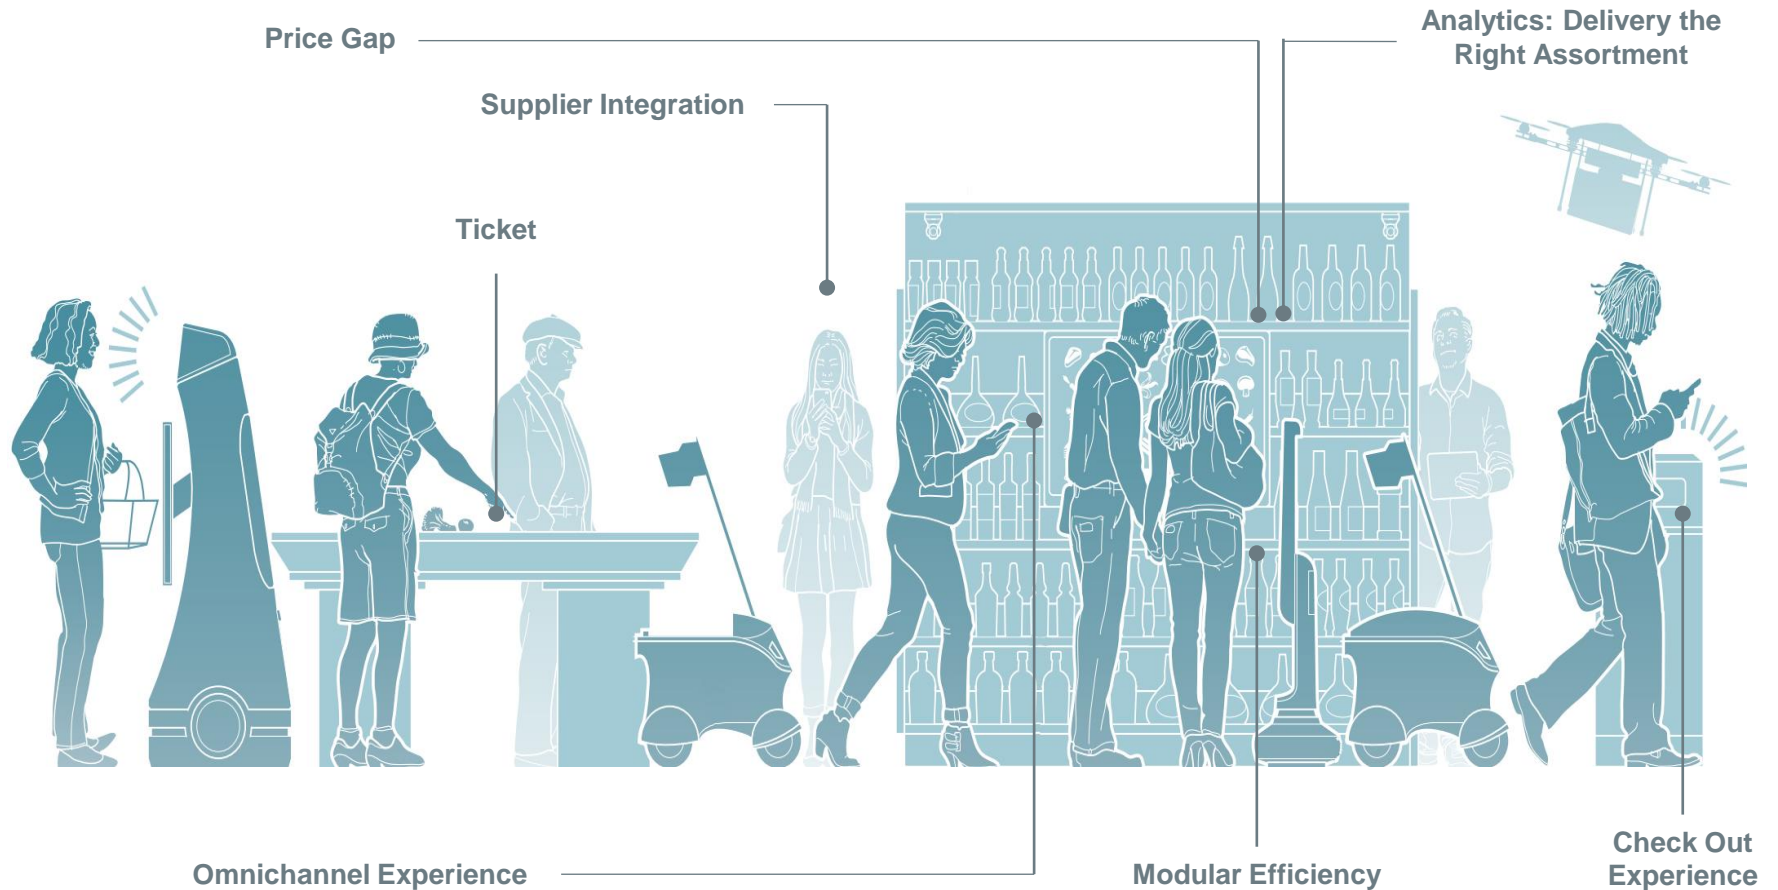 Price Gap
Analytics: Delivery the
Right Assortment
Supplier Integration
Ticket
Omnichannel Experience
Modular Efficiency
Check Out
Experience